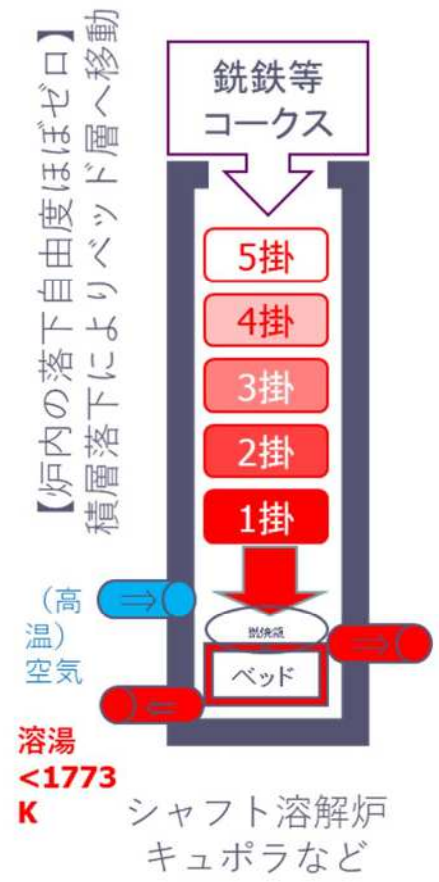 【炉内の落下自由度ほぼゼロ】
積層落下によりベッド層へ移動
銑鉄等
コークス
5掛
4掛
3掛
2掛
1掛
(高
温)
空気
ベッド
溶湯
<1773
K
シャフト溶解炉
キュポラなど